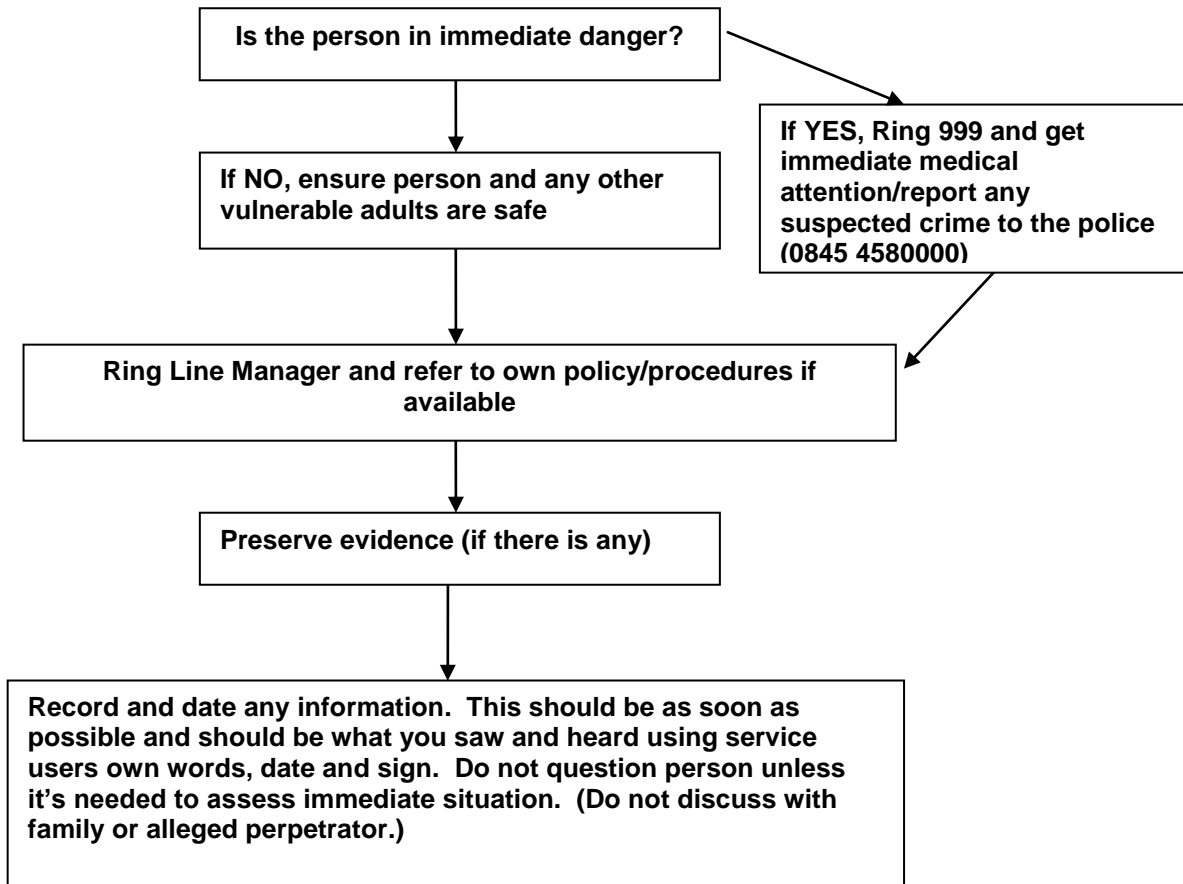 Is the person in immediate danger?
If YES, Ring 999 and get
immediate medical
attention/report any
suspected crime to the police
(0845 4580000)
If NO, ensure person and any other
vulnerable adults are safe
Ring Line Manager and refer to own policy/procedures if
available
Preserve evidence (if there is any)
Record and date any information.  This should be as soon as
possible and should be what you saw and heard using service
users own words, date and sign.  Do not question person unless
it's needed to assess immediate situation.  (Do not discuss with
family or alleged perpetrator.)